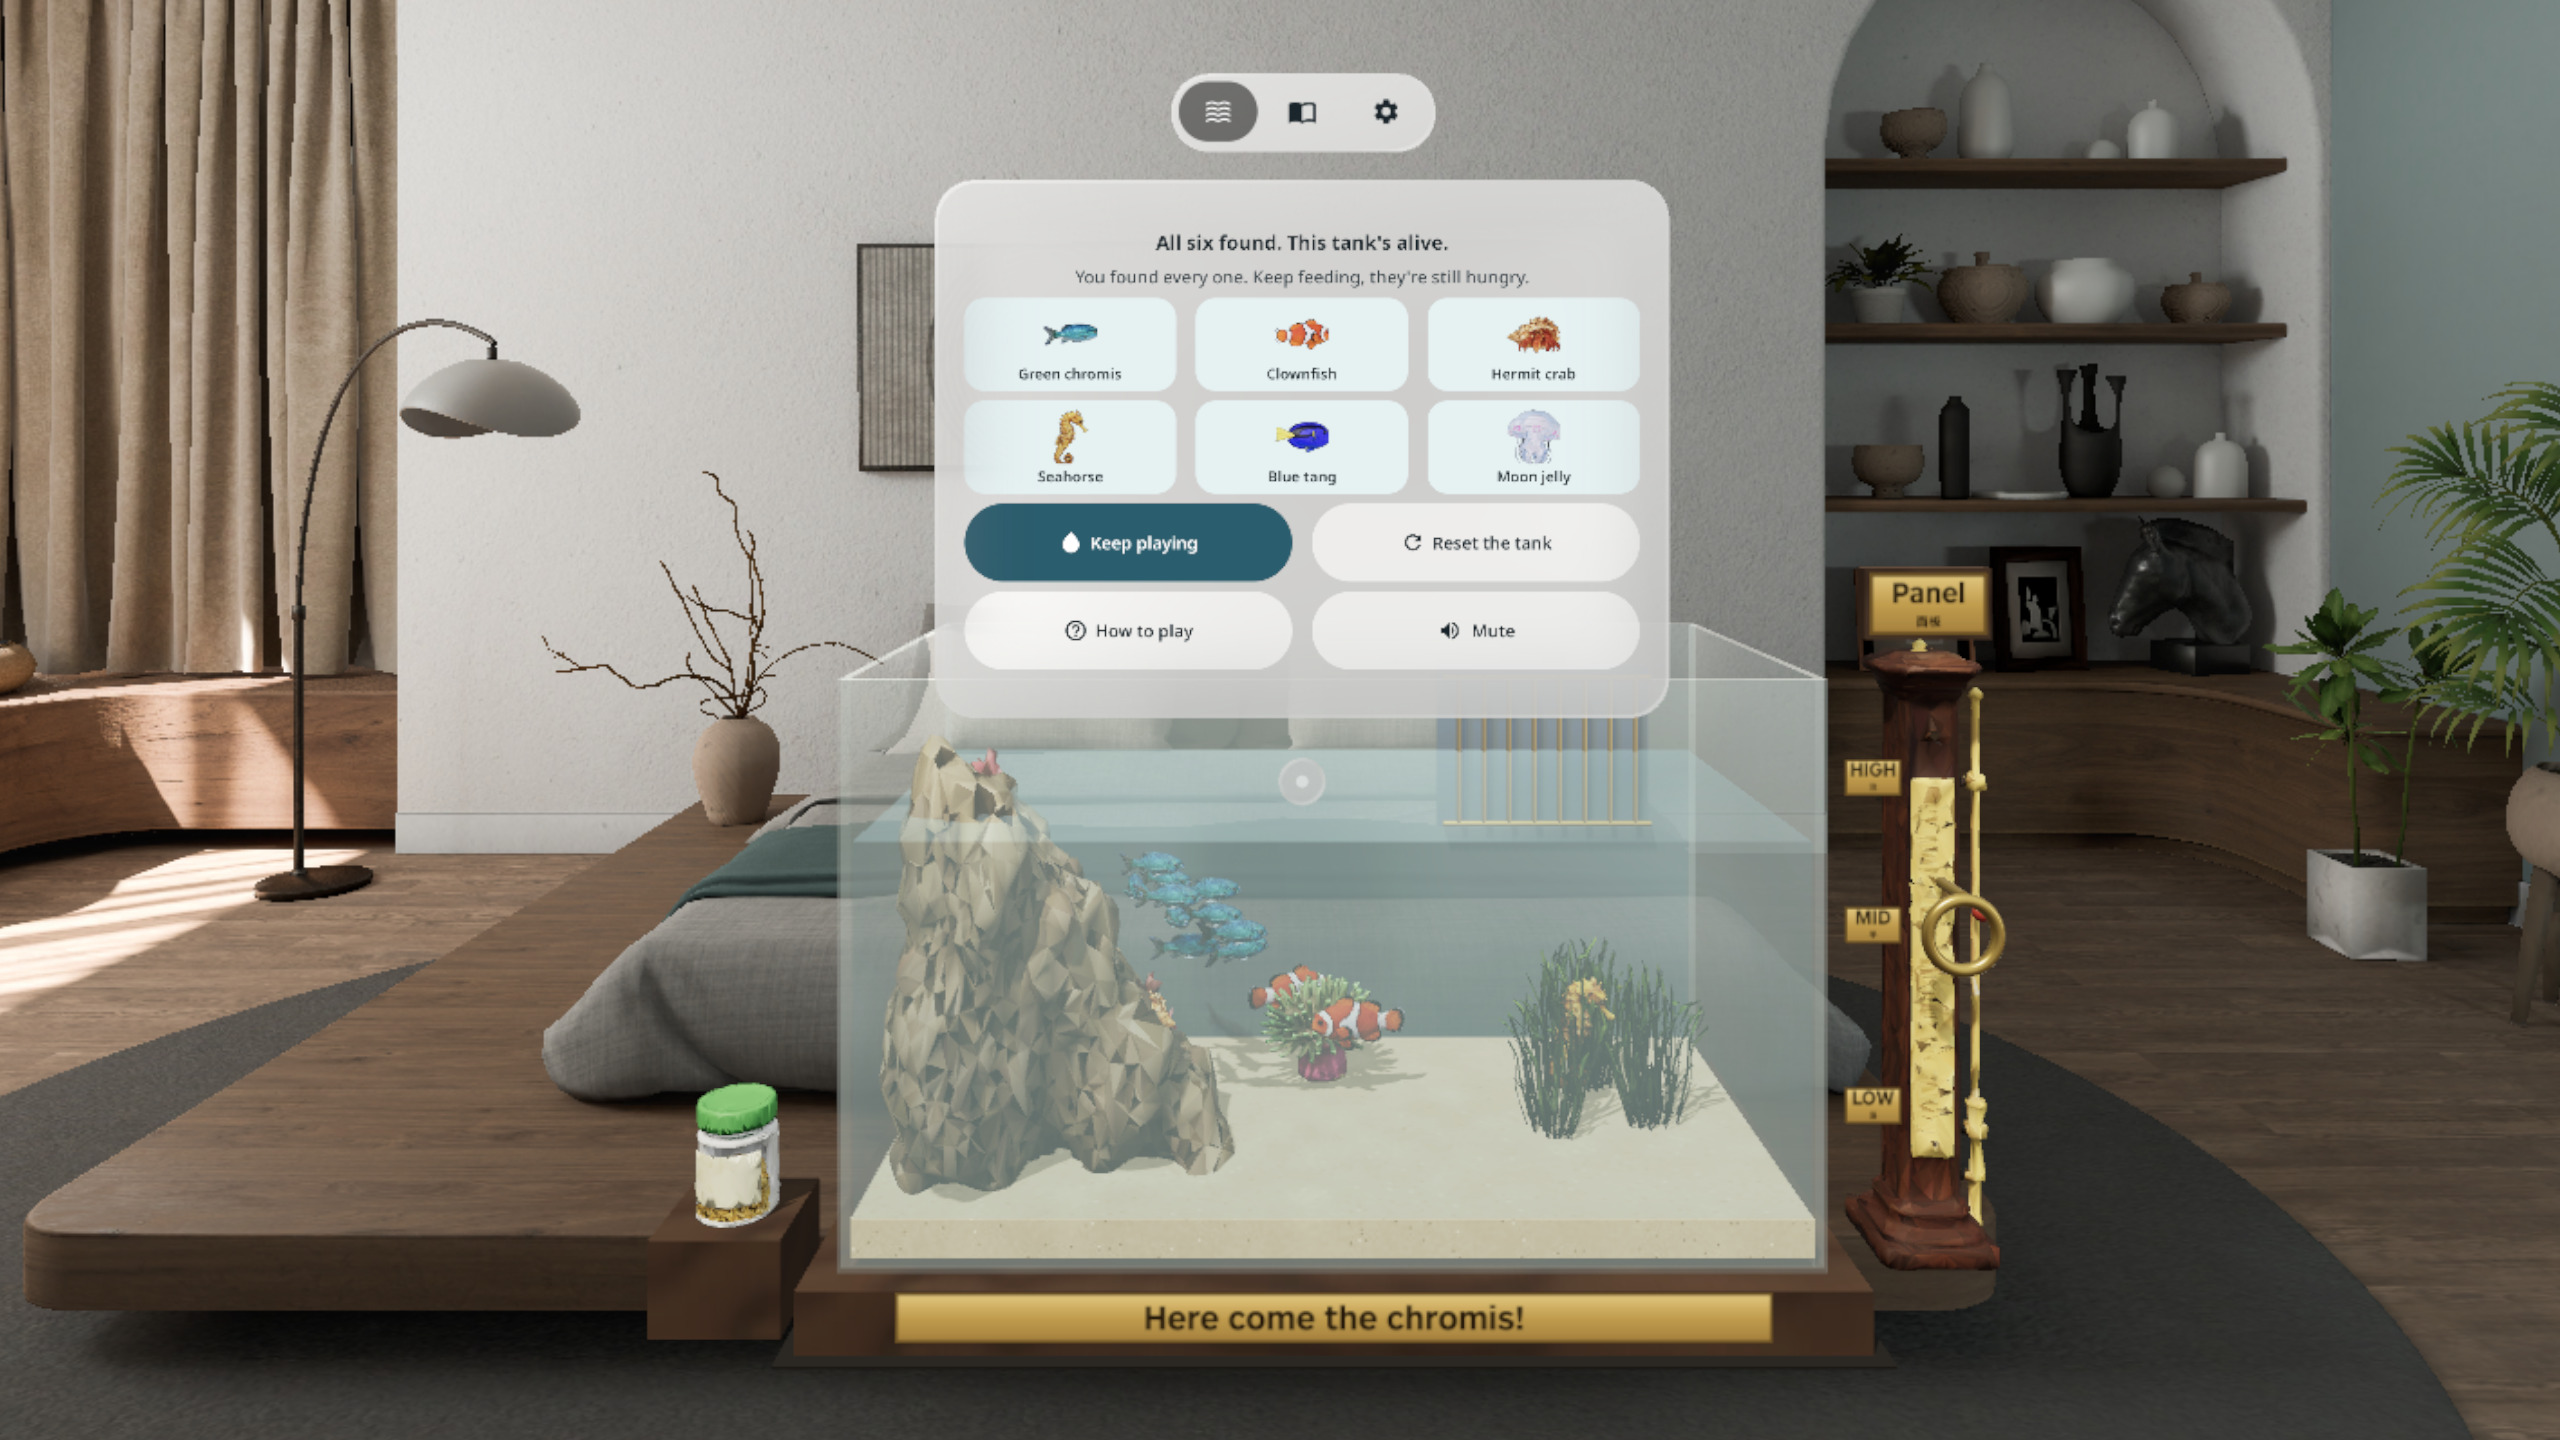 All six found. This tank's alive.
You found every one. Keep feeding, they're still hungry.
Green chromis
Clownfish
Hermit crab
Seahorse
Blue tang
Moon jelly
Keep playing
Reset the tank
How to play
Mute
Panel
面板
HIGH
MID
LOW
Here come the chromis!